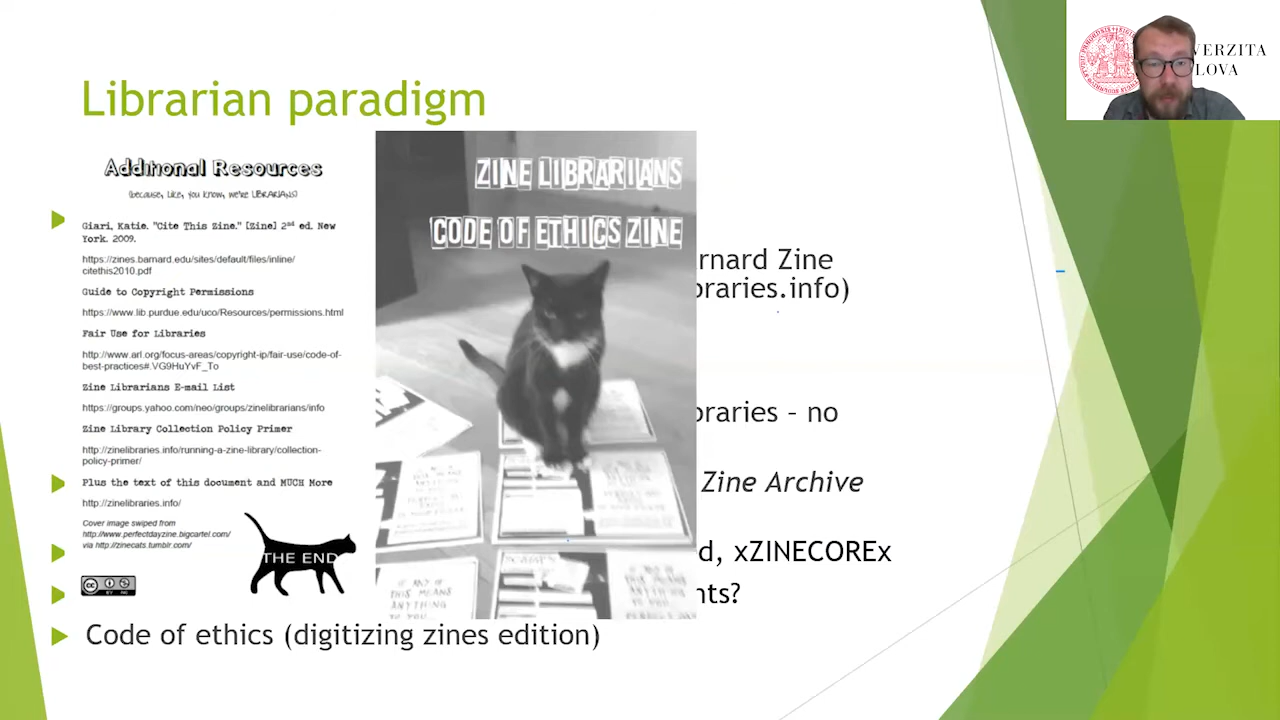 Librarian paradigm
VERZITA
LOVA
Additional Resources
(because, like, you know, we're LIBRARIANS)
Giari, Katie. "Cite This Zine." [Zine] 2nd ed. New
York. 2009.
https://zines.barnard.edu/sites/default/files/inline/
citethis2010.pdf
Guide to Copyright Permissions
https://www.lib.purdue.edu/uco/Resources/permissions.html
Fair Use for Libraries
http://www.arl.org/focus-areas/copyright-ip/fair-use/code-of-
best-practices#.VG9HuYvF_To
Zine Librarians E-mail List
https://groups.yahoo.com/neo/groups/zinelibrarians/info
Zine Library Collection Policy Primer
http://zinelibraries.info/running-a-zine-library/collection-
policy-primer/
Plus the text of this document and MUCH More
http://zinelibraries.info/
Cover image swiped from
http://www.perfectdayzine.bigcartel.com/
via http://zinecats.tumblr.com/
THE END
BY NC
ZINE LIBRARIANS
CODE OF ETHICS ZINE
rnard Zine
braries.info)
braries – no
Zine Archive
d, xZINECOREx
nts?
Code of ethics (digitizing zines edition)